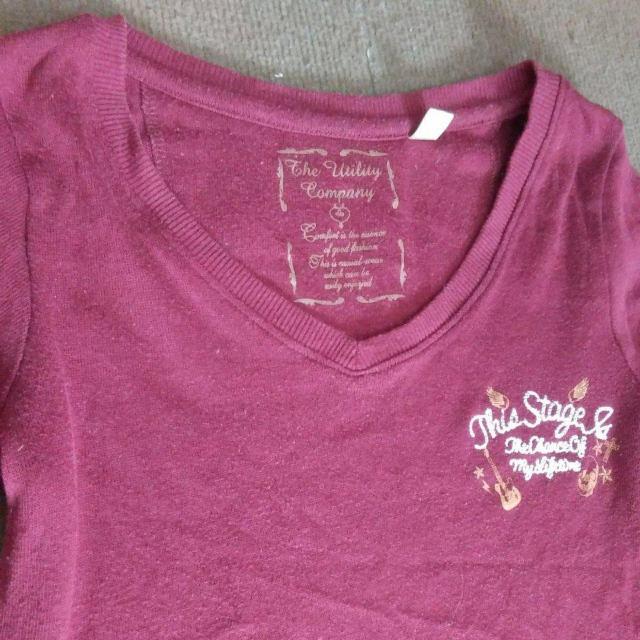 The Utility
Company
Comfort is the essence
of good fashion
This is casual wear
which can be
easily enjoyed
This Stage Is
The Chance Of
My Lifetime